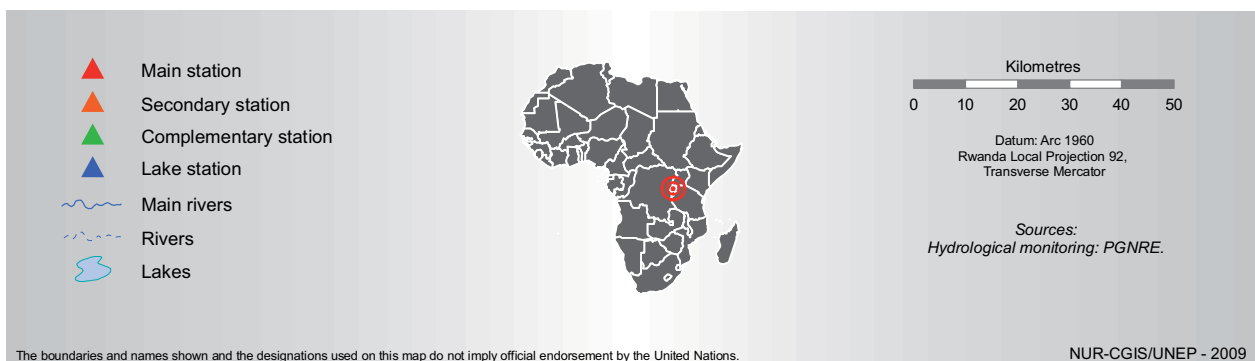 Main station
Secondary station
Complementary station
Lake station
Main rivers
Rivers
Lakes
Kilometres
0 10 20 30 40 50
Datum: Arc 1960
Rwanda Local Projection 92,
Transverse Mercator
Sources:
Hydrological monitoring: PGNRE.
The boundaries and names shown and the designations used on this map do not imply official endorsement by the United Nations.
NUR-CGIS/UNEP - 2009